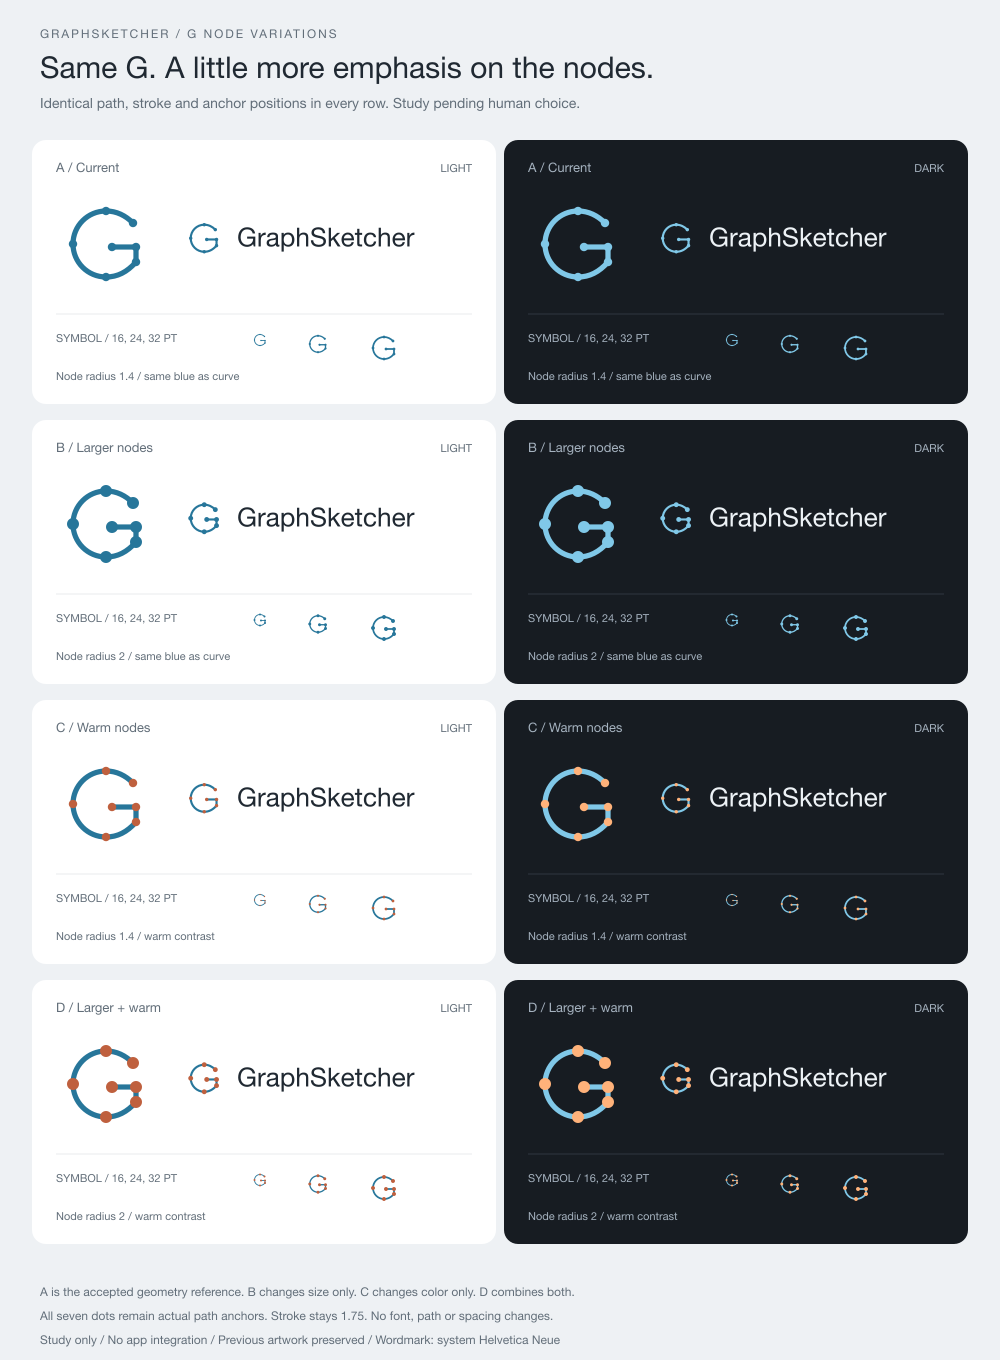 GRAPHSKETCHER / G NODE VARIATIONS
Same G. A little more emphasis on the nodes.
Identical path, stroke and anchor positions in every row. Study pending human choice.
A / Current
LIGHT
GraphSketcher
SYMBOL / 16, 24, 32 PT
Node radius 1.4 / same blue as curve
A / Current
DARK
GraphSketcher
SYMBOL / 16, 24, 32 PT
Node radius 1.4 / same blue as curve
B / Larger nodes
LIGHT
GraphSketcher
SYMBOL / 16, 24, 32 PT
Node radius 2 / same blue as curve
B / Larger nodes
DARK
GraphSketcher
SYMBOL / 16, 24, 32 PT
Node radius 2 / same blue as curve
C / Warm nodes
LIGHT
GraphSketcher
SYMBOL / 16, 24, 32 PT
Node radius 1.4 / warm contrast
C / Warm nodes
DARK
GraphSketcher
SYMBOL / 16, 24, 32 PT
Node radius 1.4 / warm contrast
D / Larger + warm
LIGHT
GraphSketcher
SYMBOL / 16, 24, 32 PT
Node radius 2 / warm contrast
D / Larger + warm
DARK
GraphSketcher
SYMBOL / 16, 24, 32 PT
Node radius 2 / warm contrast
A is the accepted geometry reference. B changes size only. C changes color only. D combines both.
All seven dots remain actual path anchors. Stroke stays 1.75. No font, path or spacing changes.
Study only / No app integration / Previous artwork preserved / Wordmark: system Helvetica Neue